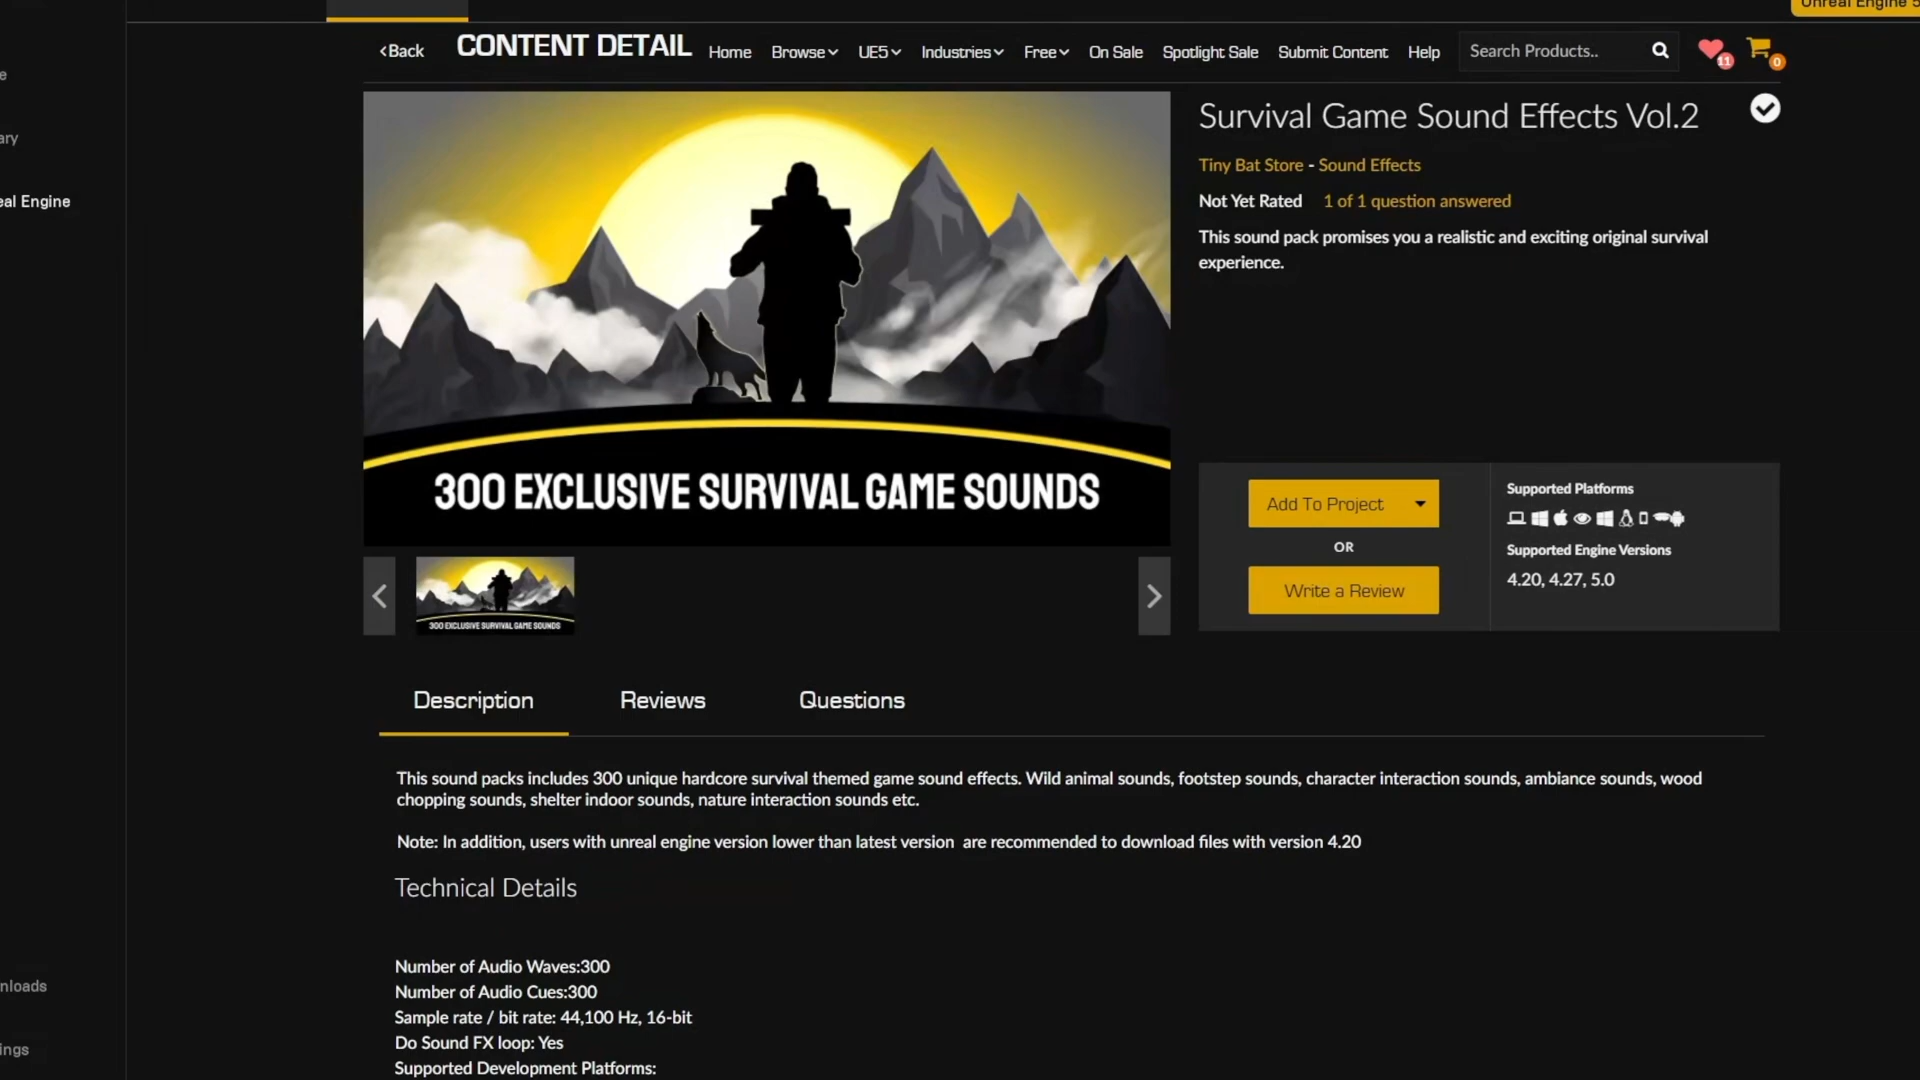 Unreal Engine 5
<Back
CONTENT DETAIL
Home
Browse
UE5
Industries
Free
On Sale
Spotlight Sale
Submit Content
Help
Search Products..
11
0
eal Engine
Survival Game Sound Effects Vol.2
Tiny Bat Store - Sound Effects
Not Yet Rated 1 of 1 question answered
This sound pack promises you a realistic and exciting original survival
experience.
300 EXCLUSIVE SURVIVAL GAME SOUNDS
Add To Project
OR
Write a Review
Supported Platforms
Supported Engine Versions
4.20, 4.27, 5.0
300 EXCLUSIVE SURVIVAL GAME SOUNDS
Description
Reviews
Questions
This sound packs includes 300 unique hardcore survival themed game sound effects. Wild animal sounds, footstep sounds, character interaction sounds, ambiance sounds, wood
chopping sounds, shelter indoor sounds, nature interaction sounds etc.
Note: In addition, users with unreal engine version lower than latest version are recommended to download files with version 4.20
Technical Details
Number of Audio Waves:300
Number of Audio Cues:300
Sample rate / bit rate: 44,100 Hz, 16-bit
Do Sound FX loop: Yes
Supported Development Platforms:
e
ary
nloads
ings